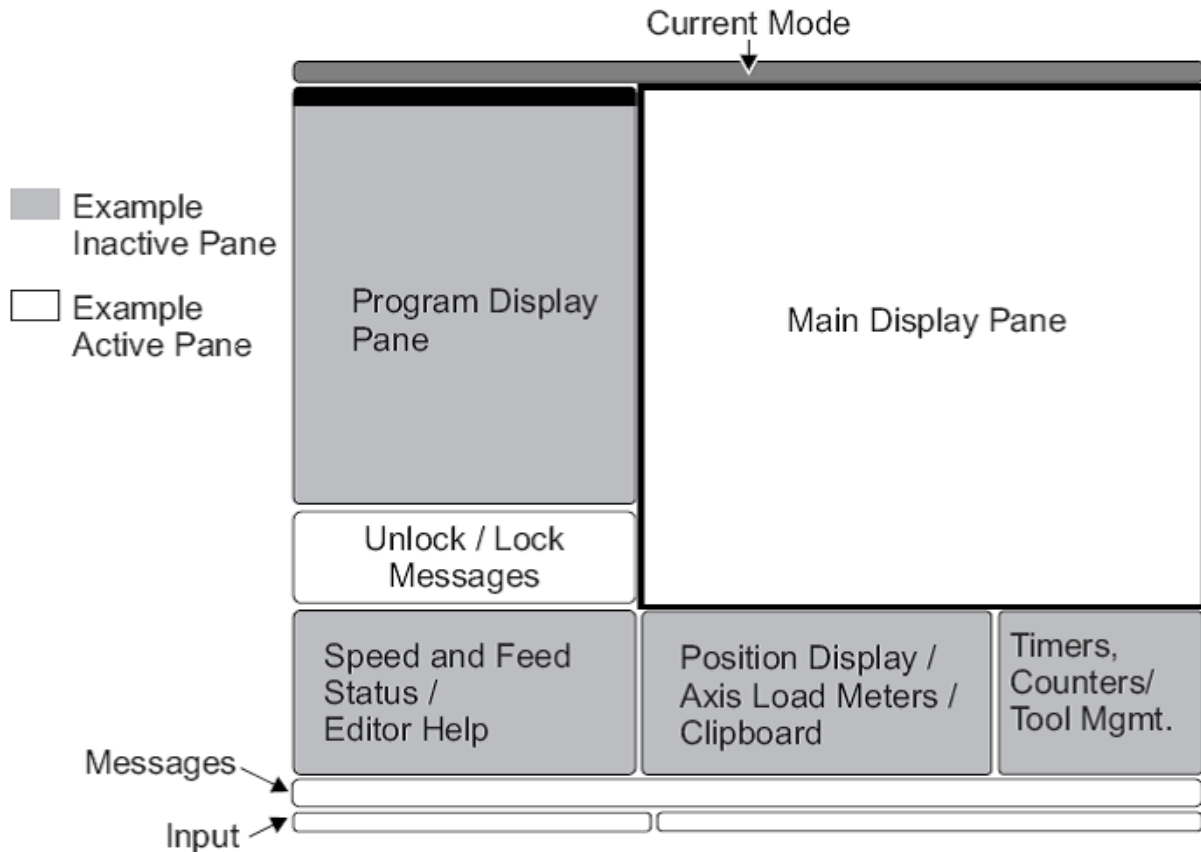 Current Mode
Example
Inactive Pane
Example
Active Pane
Program Display
Pane
Main Display Pane
Unlock / Lock
Messages
Speed and Feed
Status /
Editor Help
Position Display /
Axis Load Meters /
Clipboard
Timers,
Counters/
Tool Mgmt.
Messages
Input